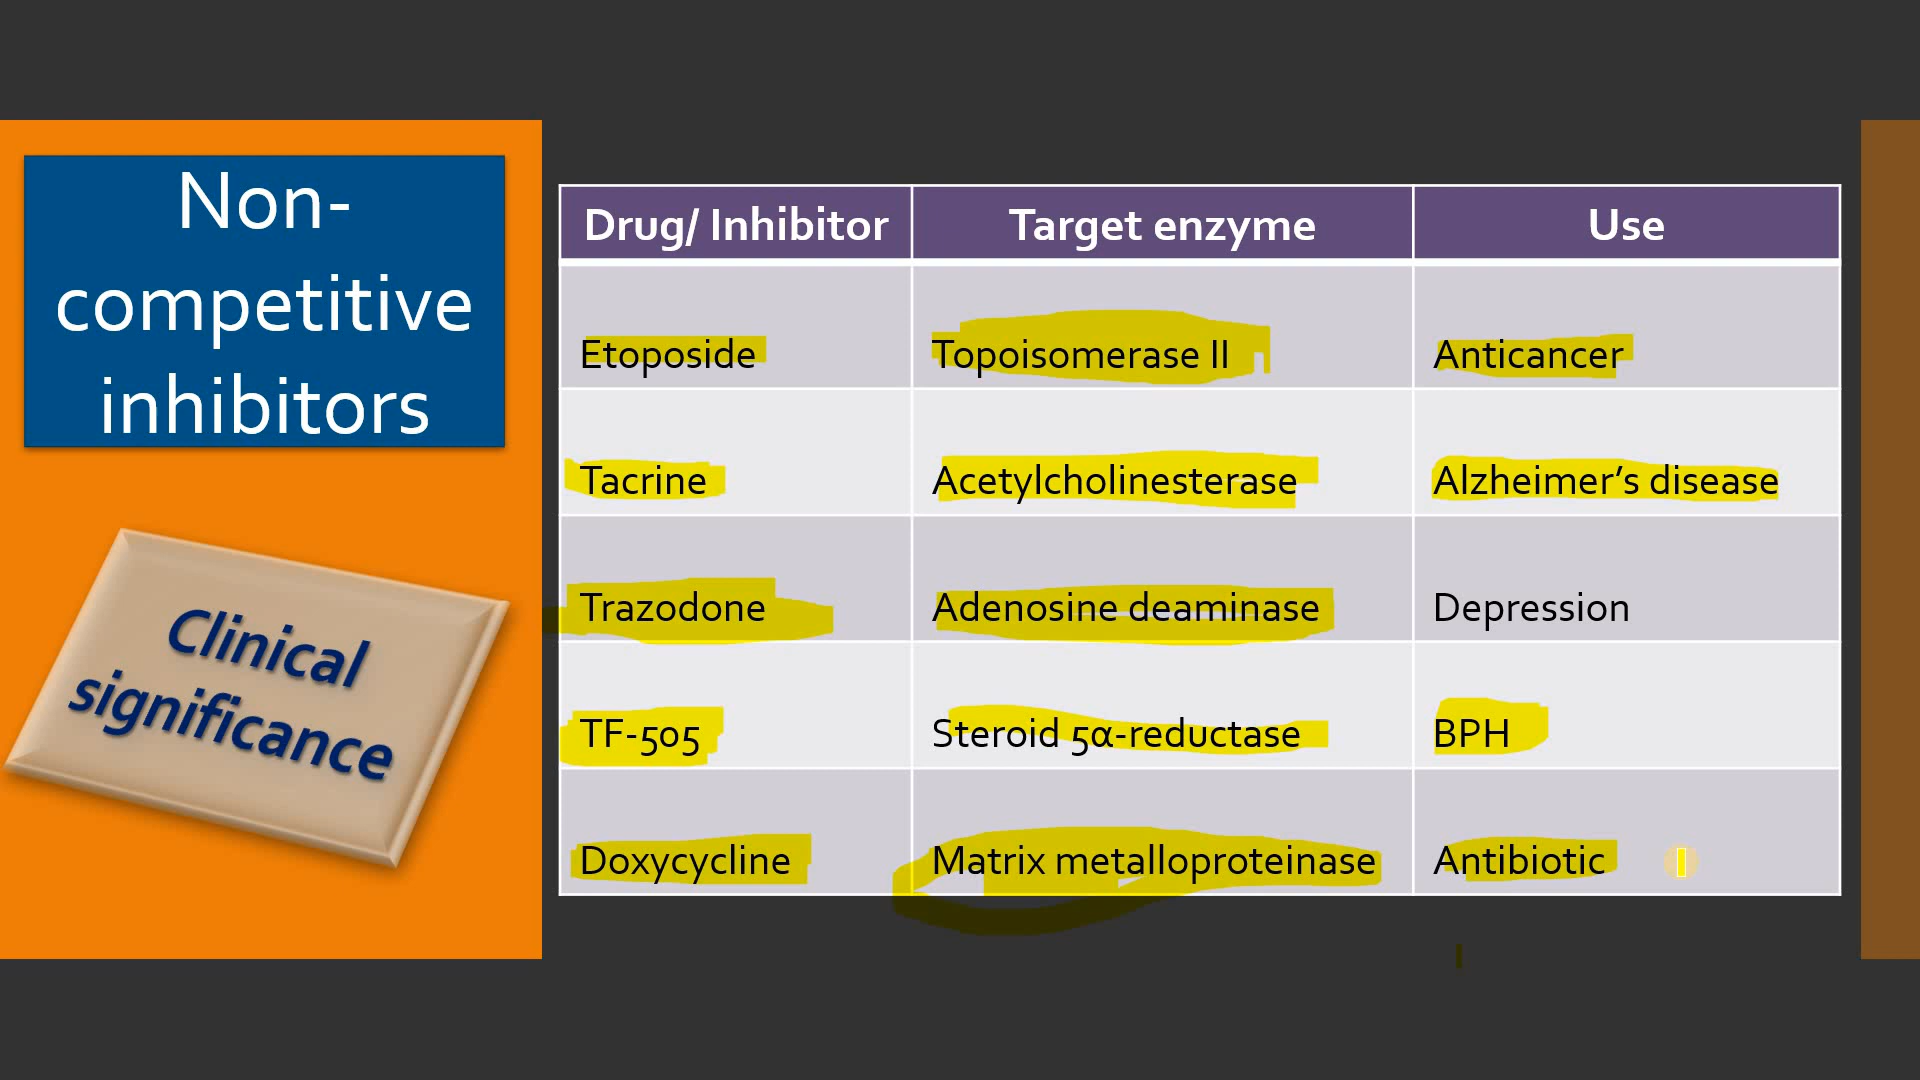 Non-
competitive
inhibitors
Clinical
significance
Drug/ Inhibitor Target enzyme Use
Etoposide Topoisomerase II Anticancer
Tacrine Acetylcholinesterase Alzheimer’s disease
Trazodone Adenosine deaminase Depression
TF-505 Steroid 5α-reductase BPH
Doxycycline Matrix metalloproteinase Antibiotic